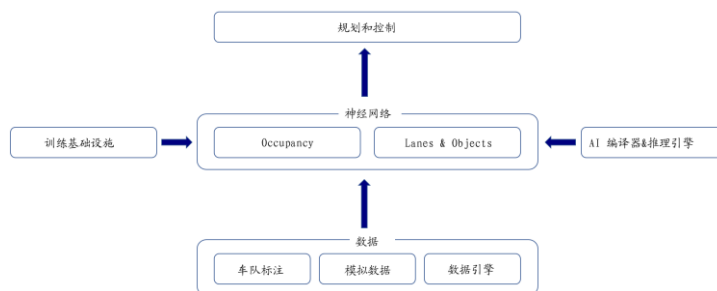 规划和控制
神经网络
训练基础设施
Occupancy
Lanes & Objects
AI 编译器&推理引擎
数据
车队标注
模拟数据
数据引擎